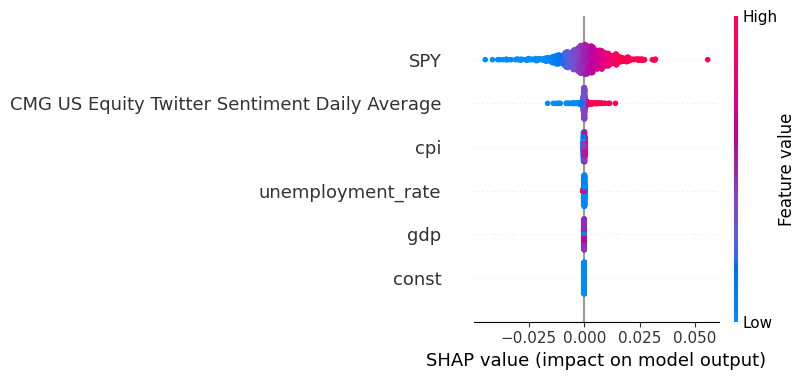 High
SPY
CMG US Equity Twitter Sentiment Daily Average
cpi
unemployment_rate
gdp
const
Feature value
Low
−0.025 0.000 0.025 0.050
SHAP value (impact on model output)